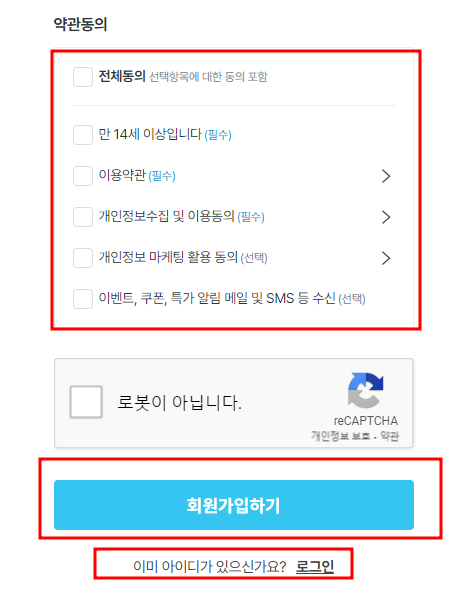 약관동의
전체동의 선택항목에 대한 동의 포함
만 14세 이상입니다 (필수)
이용약관 (필수)
개인정보수집 및 이용동의 (필수)
개인정보 마케팅 활용 동의 (선택)
이벤트, 쿠폰, 특가 알림 메일 및 SMS 등 수신 (선택)
로봇이 아닙니다.
reCAPTCHA
개인정보 보호 - 약관
회원가입하기
이미 아이디가 있으신가요? 로그인